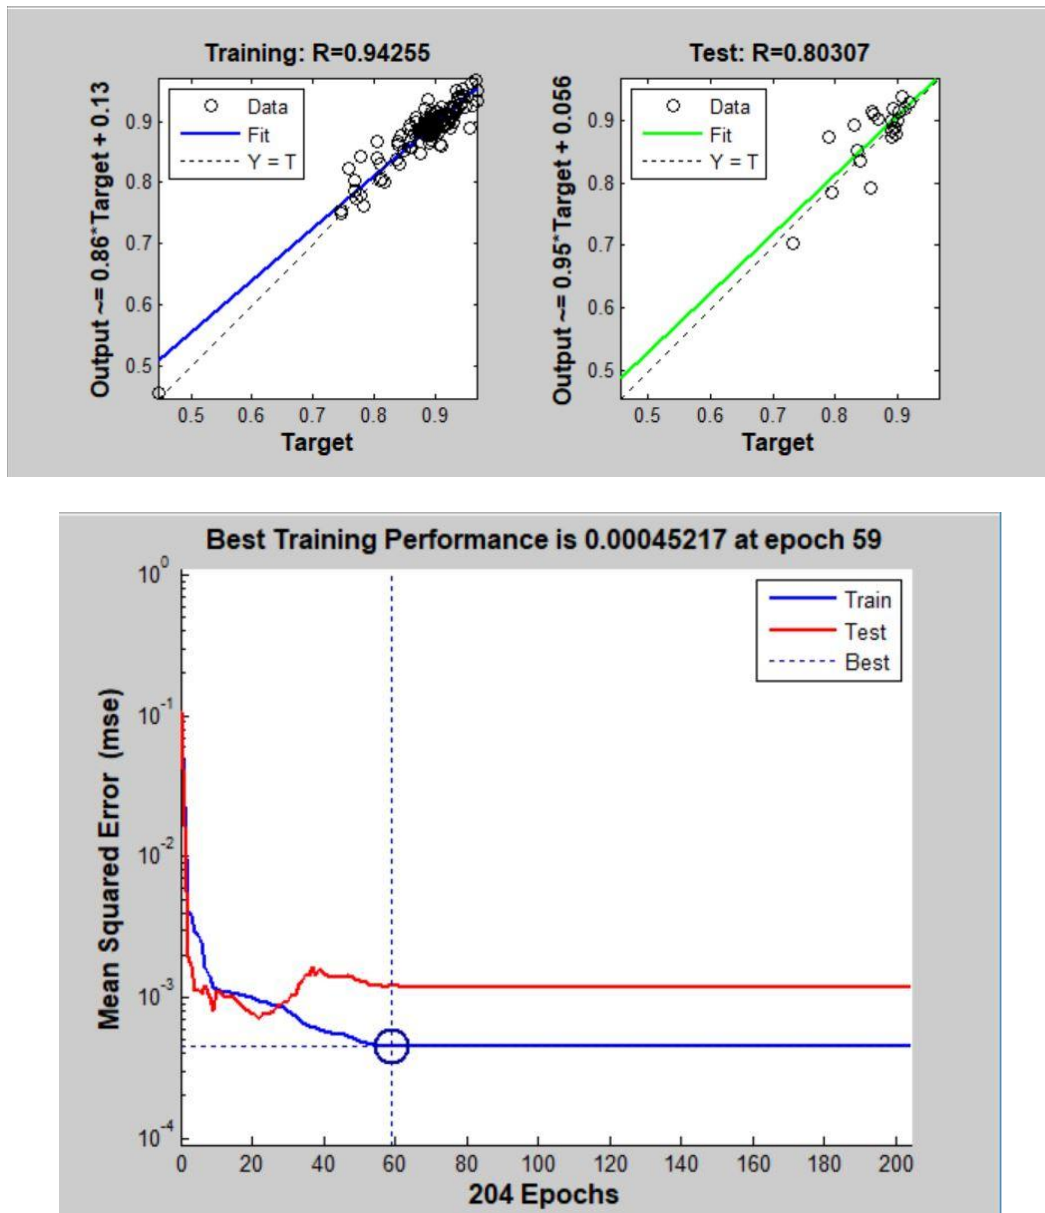 Training: R=0.94255
Output ~= 0.86*Target + 0.13
Data
Fit
Y = T
0.9
0.8
0.7
0.6
0.5
0.5 0.6 0.7 0.8 0.9
Target
Test: R=0.80307
Output ~= 0.95*Target + 0.056
Data
Fit
Y = T
0.9
0.8
0.7
0.6
0.5
0.5 0.6 0.7 0.8 0.9
Target
Best Training Performance is 0.00045217 at epoch 59
Mean Squared Error (mse)
10^0
10^-1
10^-2
10^-3
10^-4
Train
Test
Best
0 20 40 60 80 100 120 140 160 180 200
204 Epochs